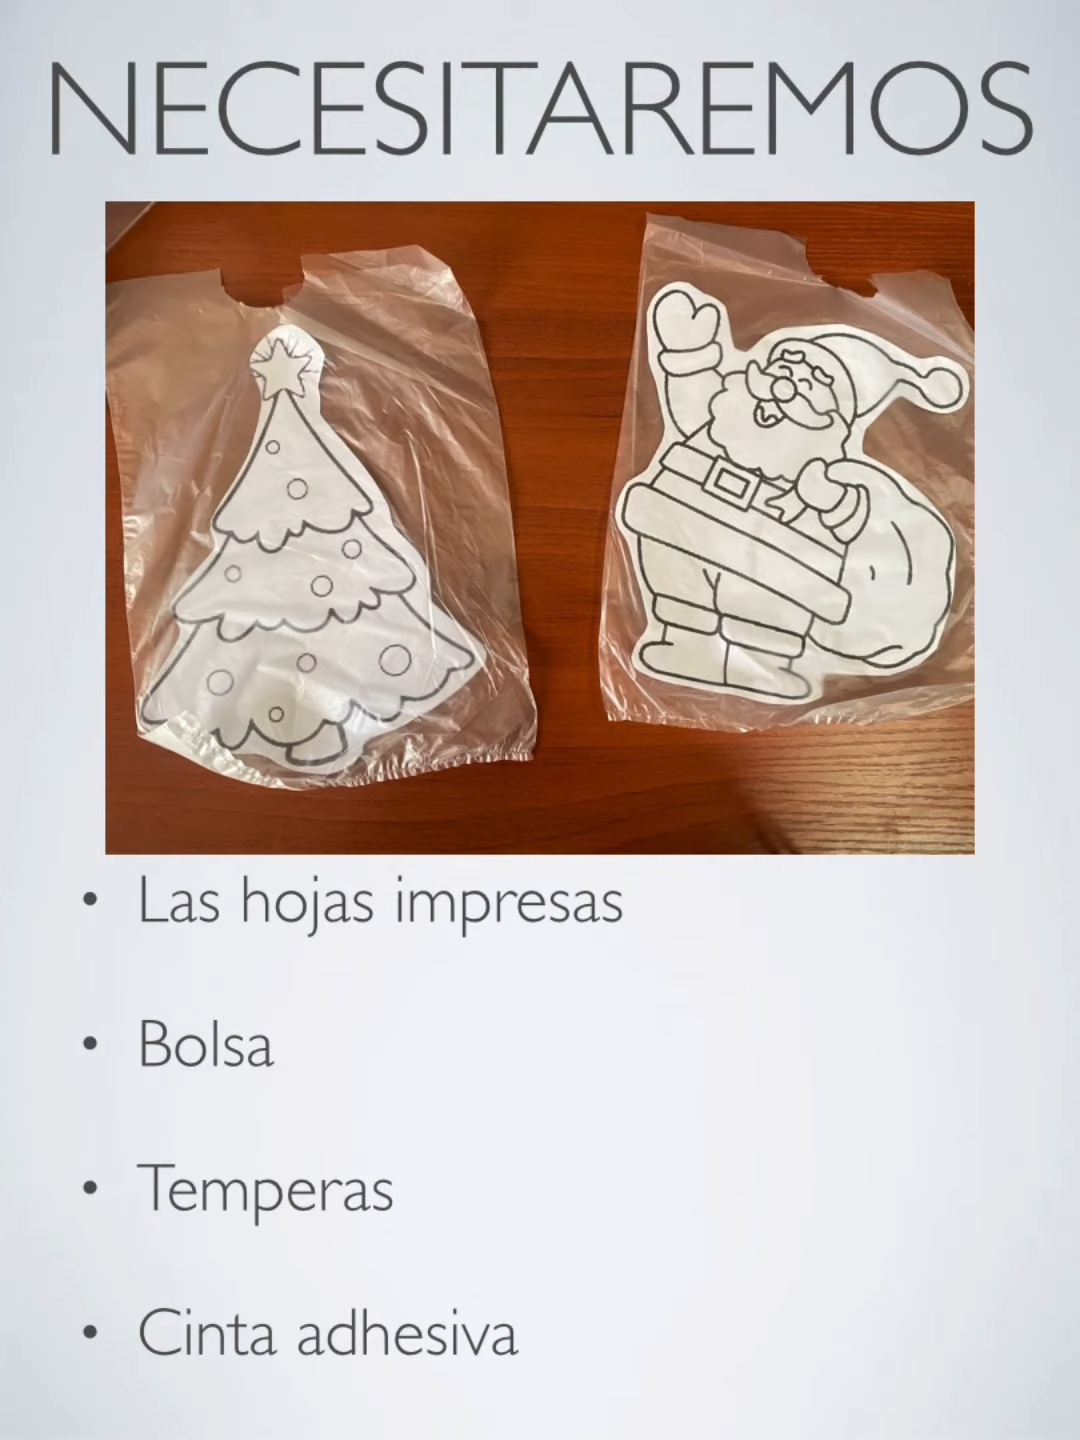 NECESITAREMOS
• Las hojas impresas
• Bolsa
• Temperas
• Cinta adhesiva